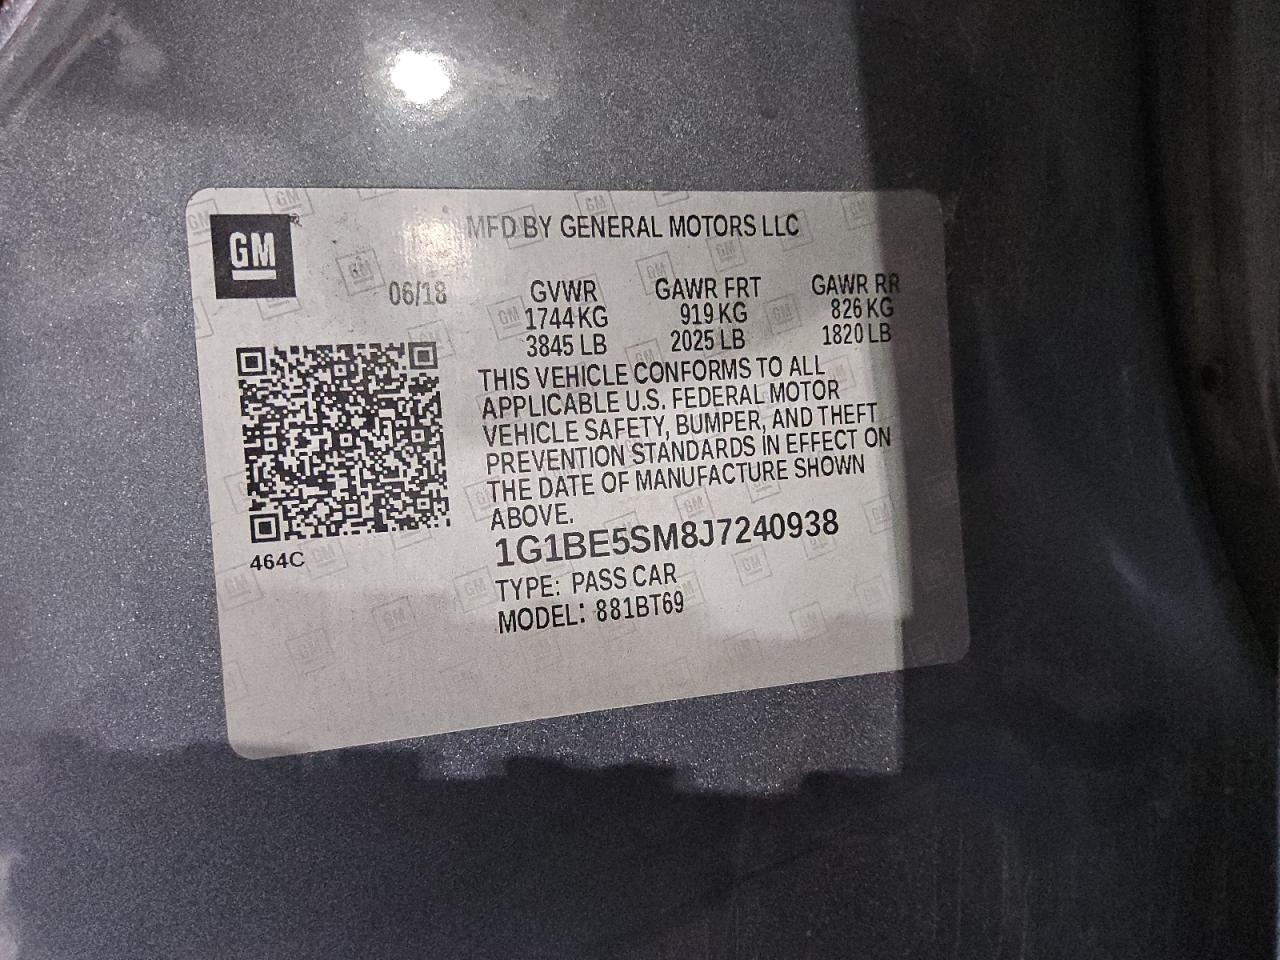 GM
MFD BY GENERAL MOTORS LLC
06/18 GVWR GAWR FRT GAWR RR
1744 KG 919 KG 826 KG
3845 LB 2025 LB 1820 LB
THIS VEHICLE CONFORMS TO ALL
APPLICABLE U.S. FEDERAL MOTOR
VEHICLE SAFETY, BUMPER, AND THEFT
PREVENTION STANDARDS IN EFFECT ON
THE DATE OF MANUFACTURE SHOWN
ABOVE.
464C
1G1BE5SM8J7240938
TYPE: PASS CAR
MODEL: 881BT69